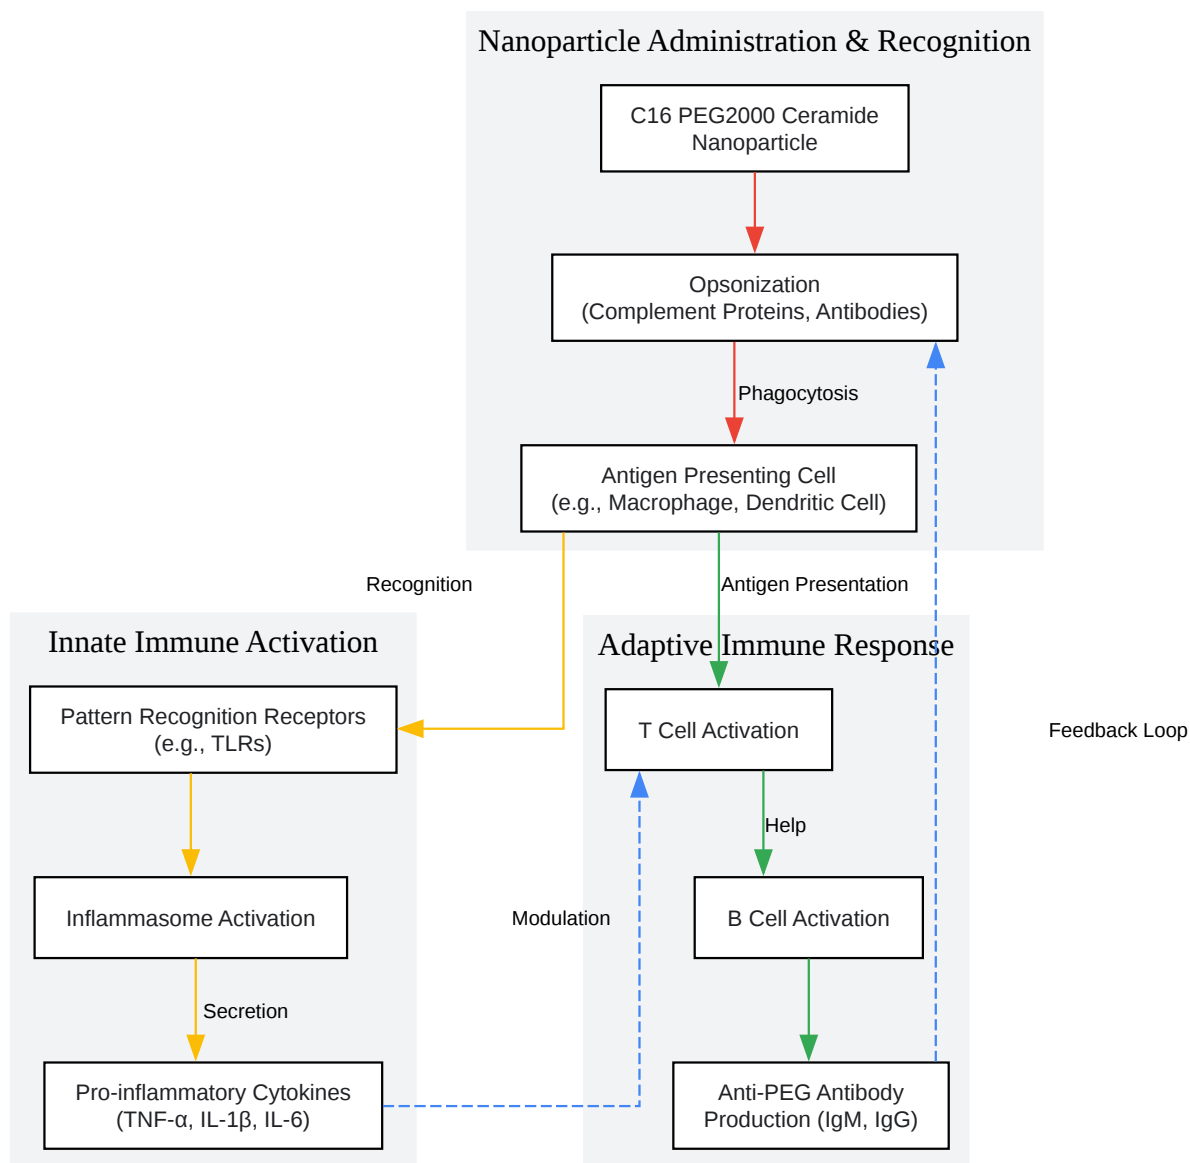 Nanoparticle Administration & Recognition
C16 PEG2000 Ceramide
Nanoparticle
Opsonization
(Complement Proteins, Antibodies)
Phagocytosis
Antigen Presenting Cell
(e.g., Macrophage, Dendritic Cell)
Recognition
Antigen Presentation
Innate Immune Activation
Adaptive Immune Response
Pattern Recognition Receptors
(e.g., TLRs)
T Cell Activation
Feedback Loop
Help
Inflammasome Activation
Modulation
B Cell Activation
Secretion
Pro-inflammatory Cytokines
(TNF-α, IL-1β, IL-6)
Anti-PEG Antibody
Production (IgM, IgG)